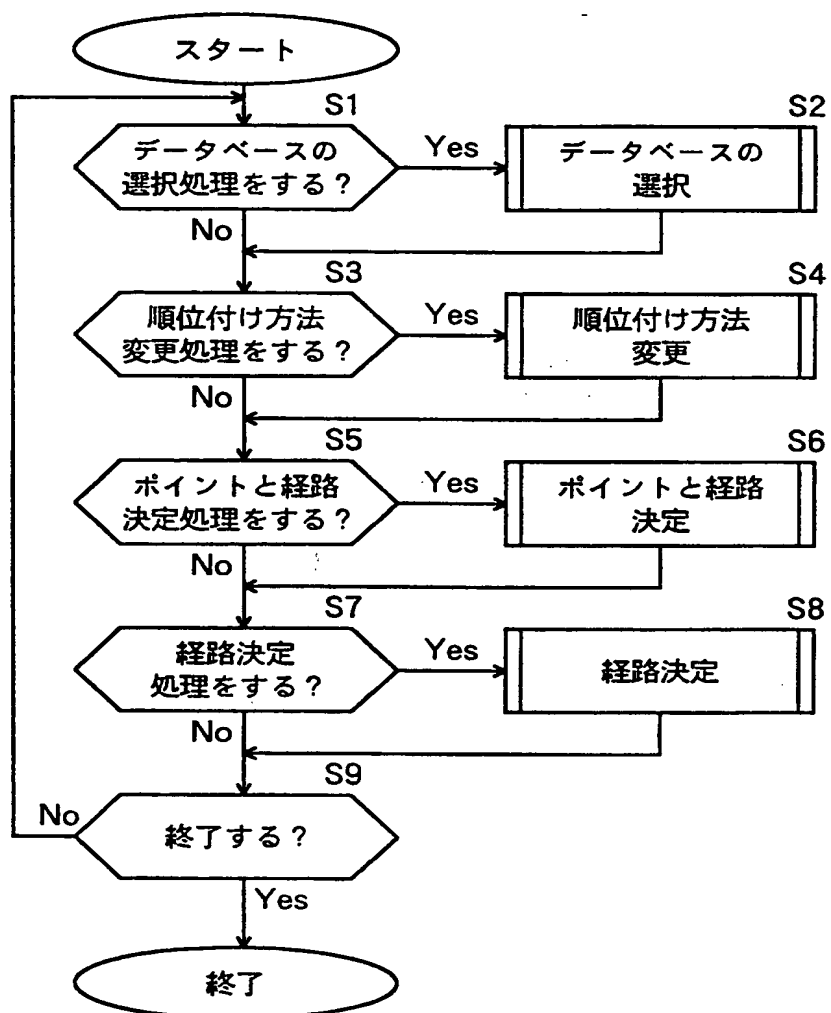 スタート
S1
データベースの
選択処理をする?
Yes
S2
データベースの
選択
No
S3
順位付け方法
変更処理をする?
Yes
S4
順位付け方法
変更
No
S5
ポイントと経路
決定処理をする?
Yes
S6
ポイントと経路
決定
No
S7
経路決定
処理をする?
Yes
S8
経路決定
No
S9
終了する?
No
Yes
終了